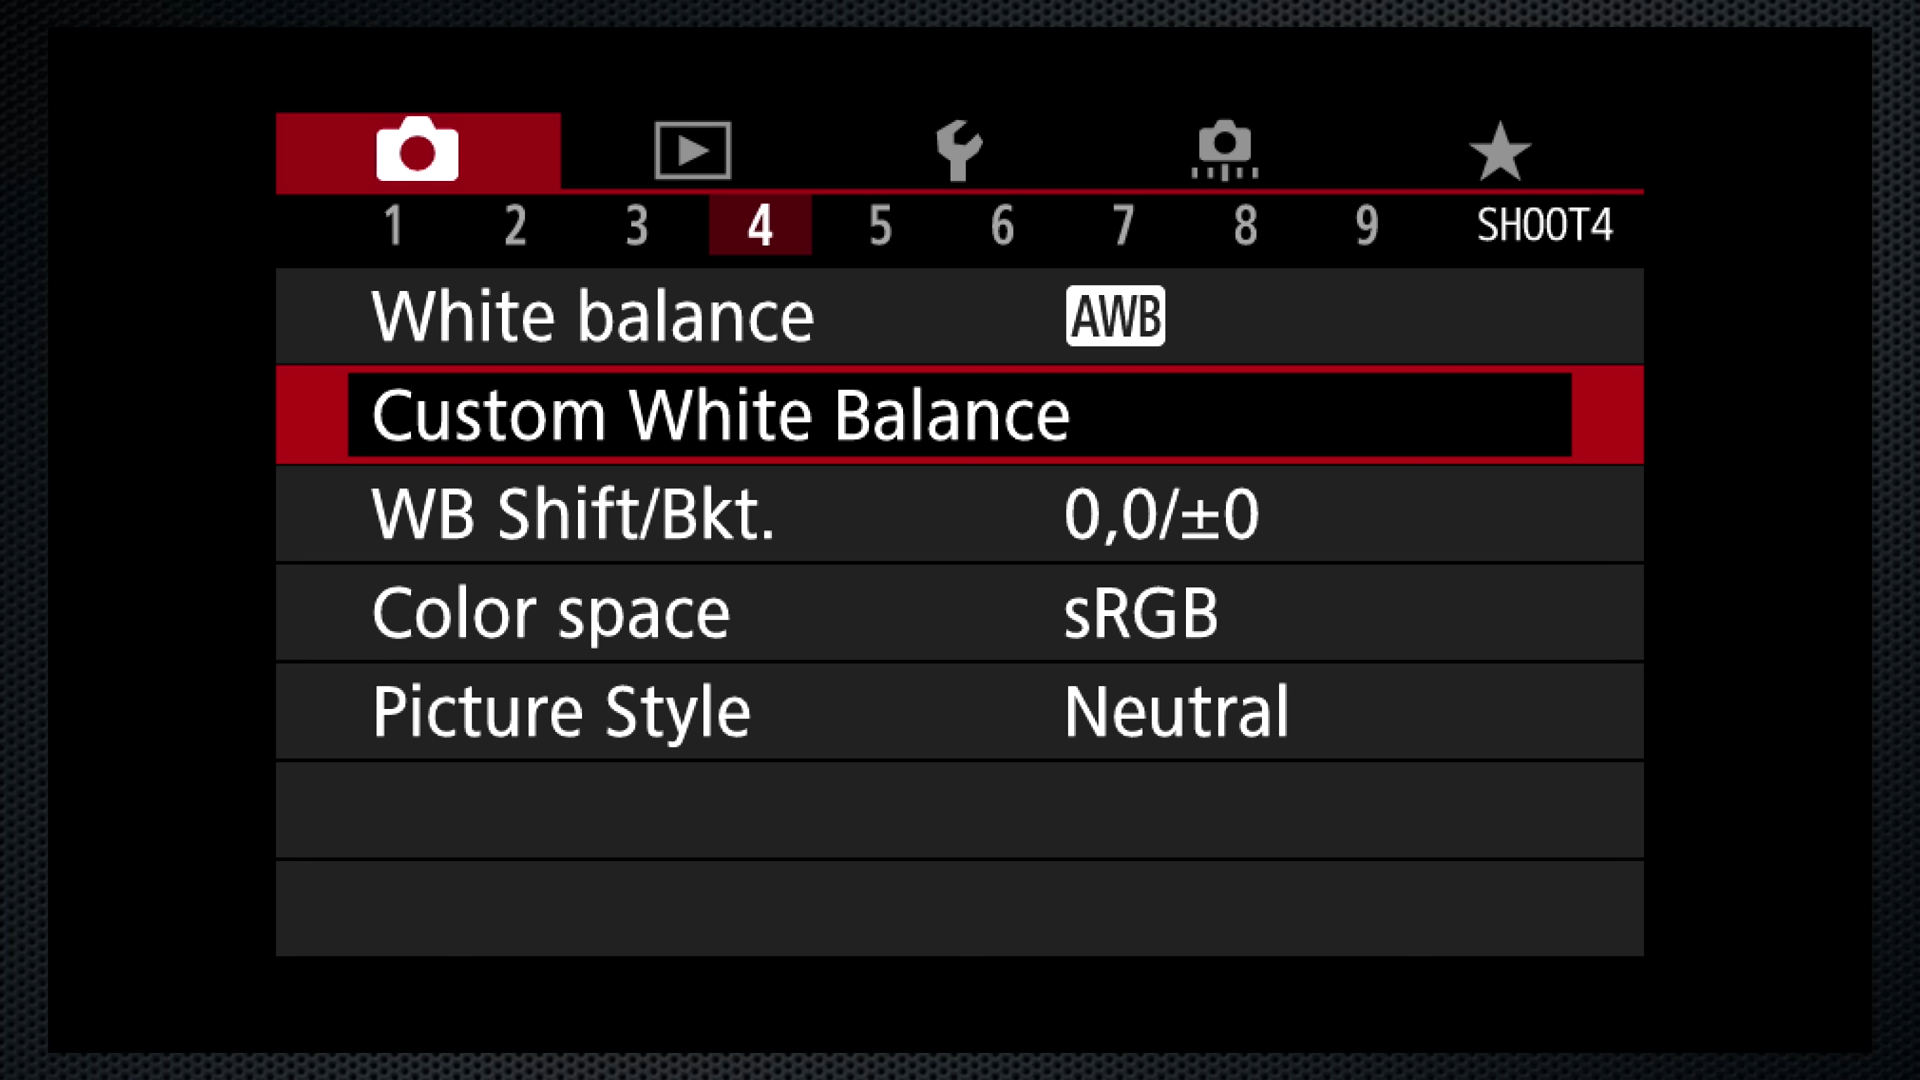 1 2 3 4 5 6 7 8 9 SHOOT4
White balance AWB
Custom White Balance
WB Shift/Bkt. 0,0/±0
Color space sRGB
Picture Style Neutral